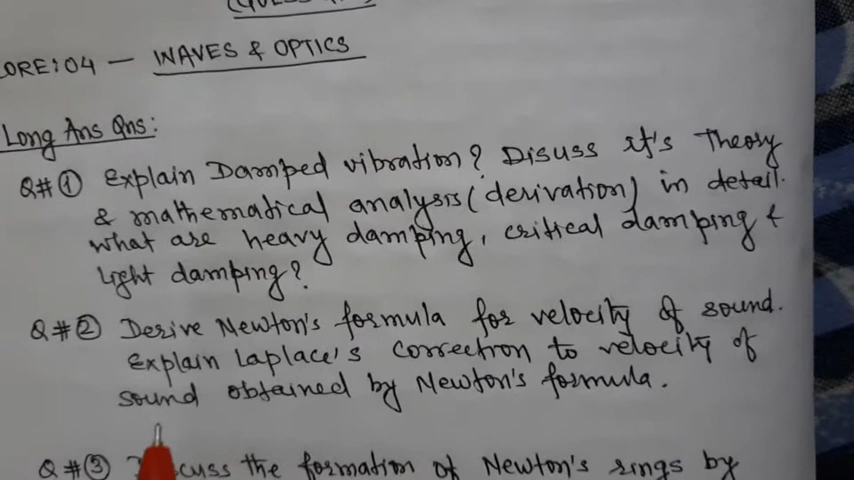 CORE:04 — WAVES & OPTICS
Long Ans Qns:
Q#① Explain Damped vibration? Disuss it's Theory
& mathematical analysis (derivation) in detail.
what are heavy damping, critical damping &
Light damping?
Q#② Derive Newton's formula for velocity of sound.
Explain Laplace's correction to velocity of
sound obtained by Newton's formula.
Q#③ the formation of Newton's rings by